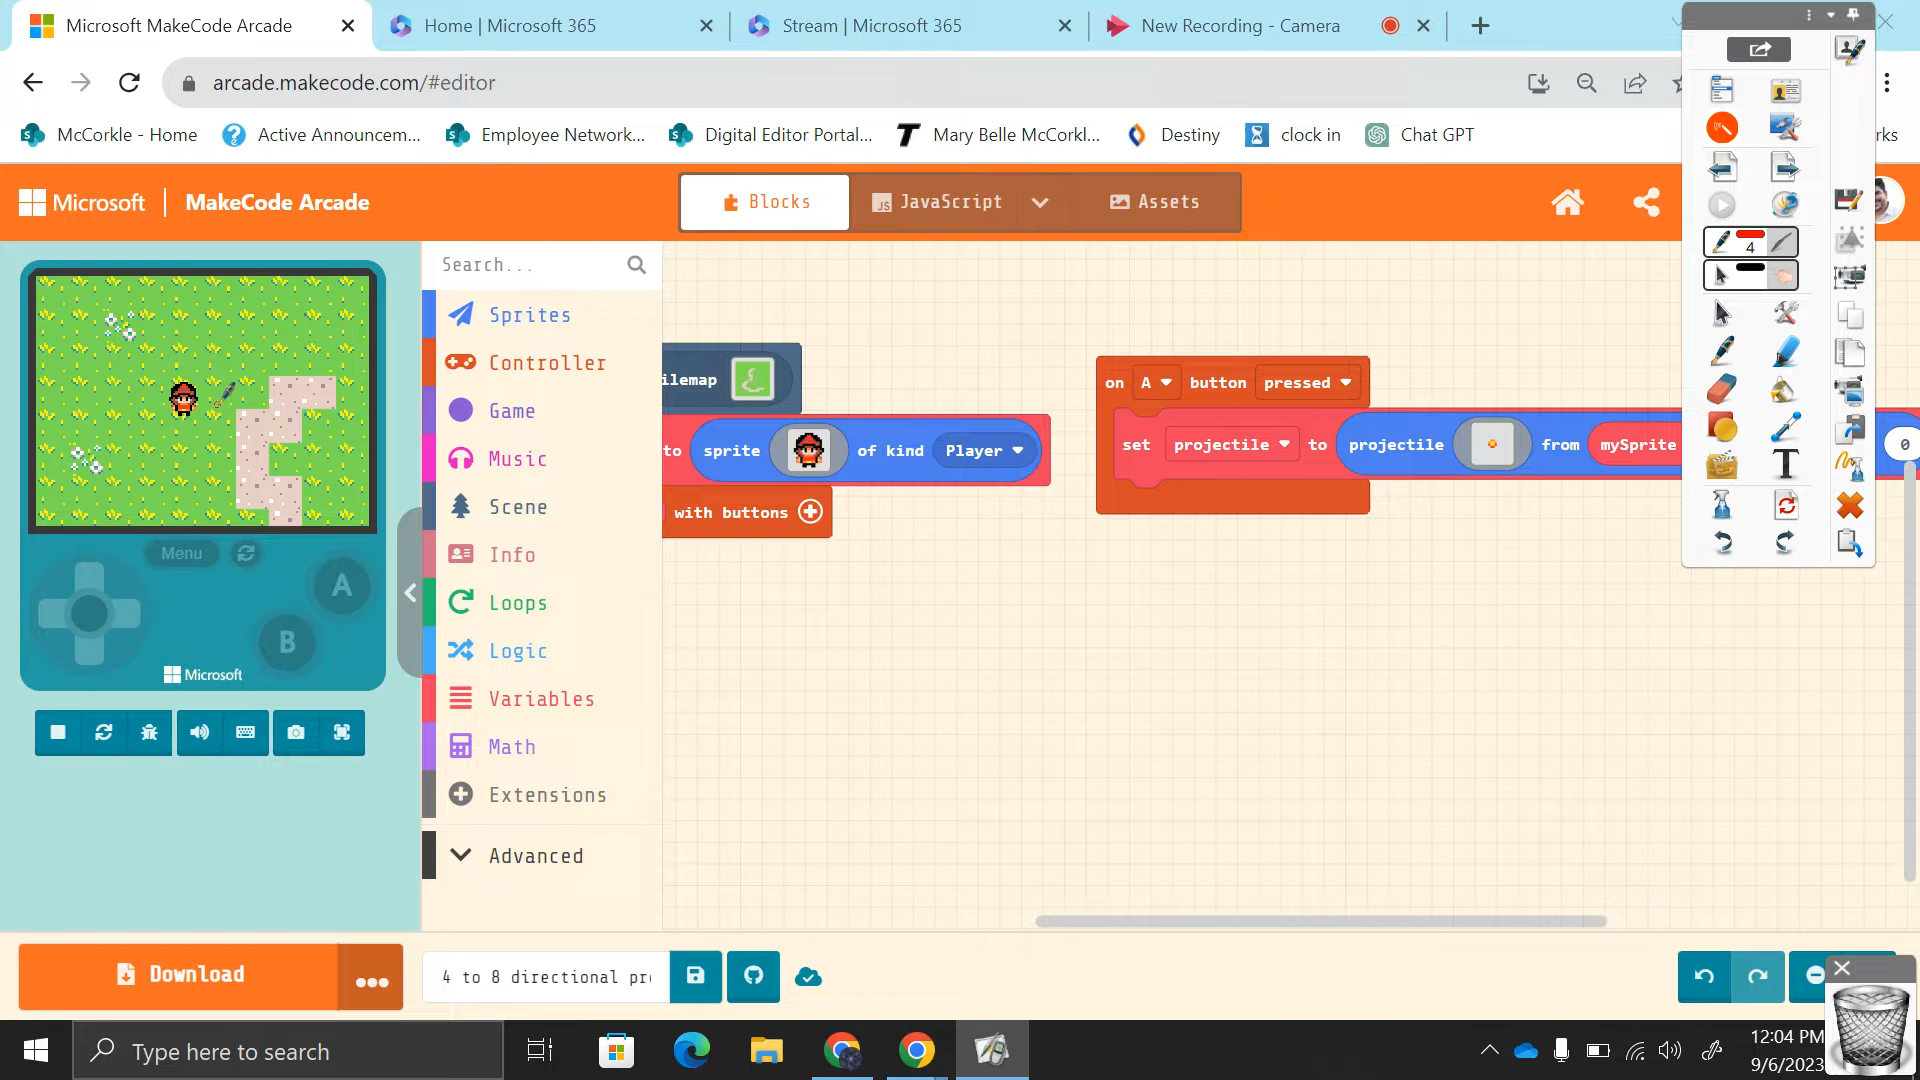 Microsoft MakeCode Arcade
Home | Microsoft 365
Stream | Microsoft 365
New Recording - Camera
arcade.makecode.com/#editor
McCorkle - Home
Active Announcem...
Employee Network...
Digital Editor Portal...
Mary Belle McCorkl...
Destiny
clock in
Chat GPT
rks
Microsoft
MakeCode Arcade
Blocks
JavaScript
Assets
Search...
Sprites
Controller
Game
Music
Scene
Info
Loops
Logic
Variables
Math
Extensions
Advanced
Menu
A
B
Microsoft
ilemap
to sprite of kind Player
with buttons
on A button pressed
set projectile to projectile from mySprite
0
4
T
Download
4 to 8 directional pr
Type here to search
12:04 PM
9/6/2023